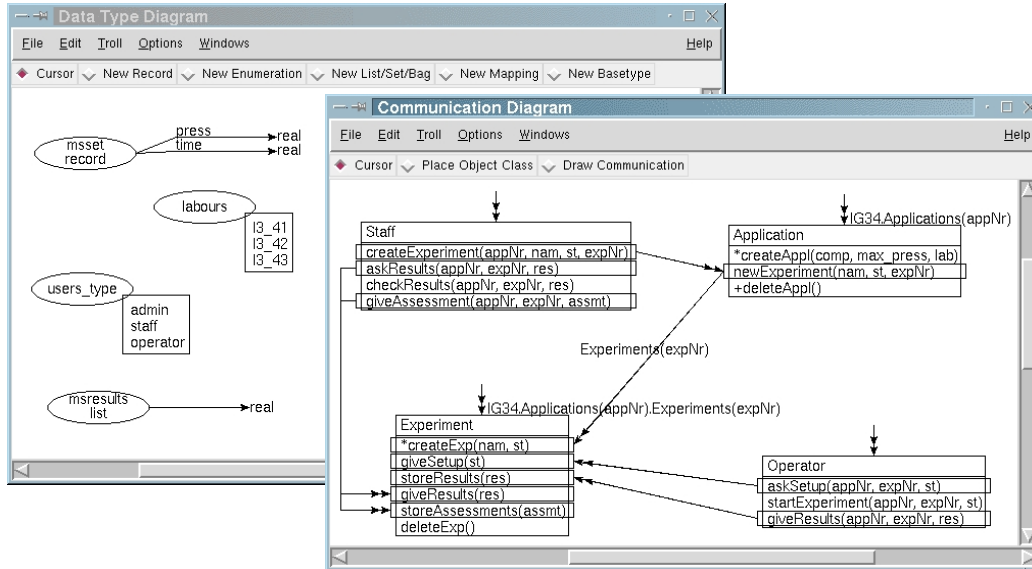 Data Type Diagram
File Edit Troll Options Windows Help
Cursor New Record New Enumeration New List/Set/Bag New Mapping New Basetype
msset
record
press
time
real
real
labours
l3_41
l3_42
l3_43
users_type
admin
staff
operator
msresults
list
real
Communication Diagram
File Edit Troll Options Windows Help
Cursor Place Object Class Draw Communication
Staff
createExperiment(appNr, nam, st, expNr)
askResults(appNr, expNr, res)
checkResults(appNr, expNr, res)
giveAssessment(appNr, expNr, assmt)
IG34.Applications(appNr)
Application
*createAppl(comp, max_press, lab)
newExperiment(nam, st, expNr)
+deleteAppl()
Experiments(expNr)
IG34.Applications(appNr).Experiments(expNr)
Experiment
*createExp(nam, st)
giveSetup(st)
storeResults(res)
giveResults(res)
storeAssessments(assmt)
deleteExp()
Operator
askSetup(appNr, expNr, st)
startExperiment(appNr, expNr, st)
giveResults(appNr, expNr, res)